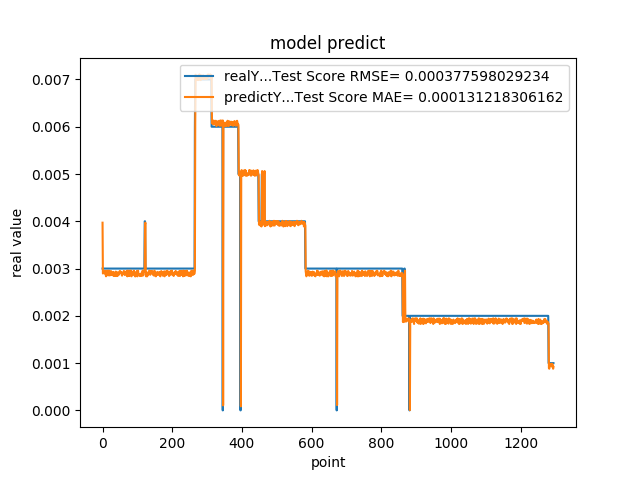 model predict
realY...Test Score RMSE= 0.000377598029234
predictY...Test Score MAE= 0.000131218306162
0.007
0.006
0.005
0.004
0.003
0.002
0.001
0.000
real value
0 200 400 600 800 1000 1200
point